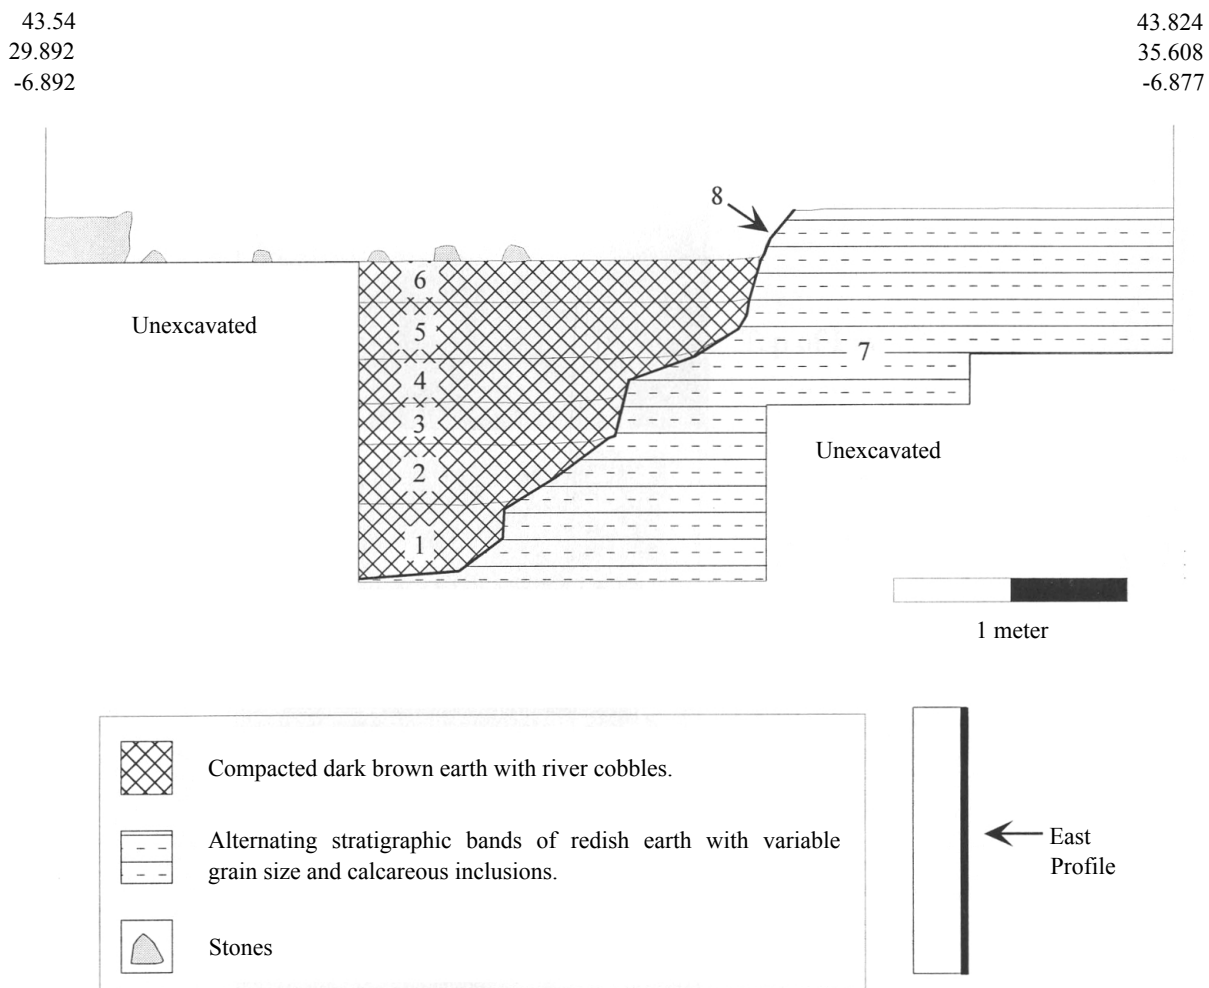 43.54
29.892
-6.892
43.824
35.608
-6.877
8
6
Unexcavated
5
7
4
3
Unexcavated
2
1
1 meter
Compacted dark brown earth with river cobbles.
Alternating stratigraphic bands of redish earth with variable
grain size and calcareous inclusions.
Stones
East
Profile